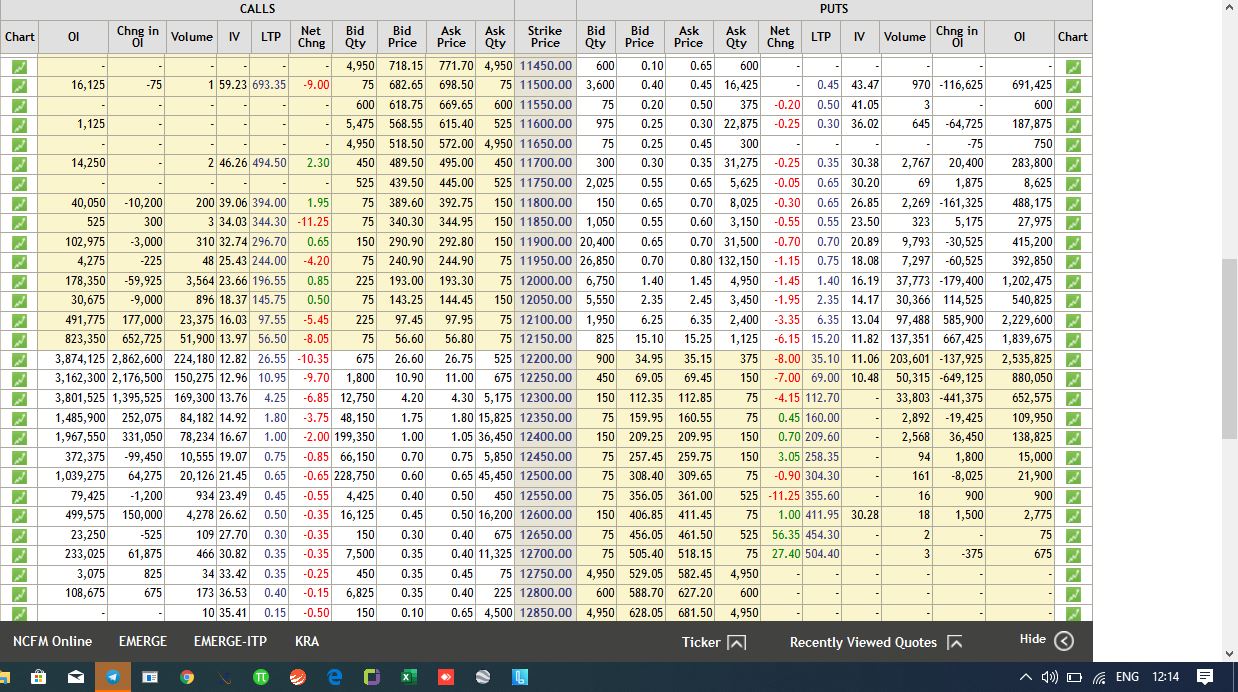 CALLS PUTS
Chart OI Chng in OI Volume IV LTP Net Chng Bid Qty Bid Price Ask Price Ask Qty Strike Price Bid Qty Bid Price Ask Price Ask Qty Net Chng LTP IV Volume Chng in OI OI Chart
- - - - - - 4,950 718.15 771.70 4,950 11450.00 600 0.10 0.65 600 - - - - - -
16,125 -75 1 59.23 693.35 -9.00 75 682.65 698.50 75 11500.00 3,600 0.40 0.45 16,425 - 0.45 43.47 970 -116,625 691,425
- - - - - - 600 618.75 669.65 600 11550.00 75 0.20 0.50 375 -0.20 0.50 41.05 3 - 600
1,125 - - - - - 5,475 568.55 615.40 525 11600.00 975 0.25 0.30 22,875 -0.25 0.30 36.02 645 -64,725 187,875
- - - - - - 4,950 518.50 572.00 4,950 11650.00 75 0.25 0.45 300 - - - - -75 750
14,250 - 2 46.26 494.50 2.30 450 489.50 495.00 450 11700.00 300 0.30 0.35 31,275 -0.25 0.35 30.38 2,767 20,400 283,800
- - - - - - 525 439.50 445.00 525 11750.00 2,025 0.55 0.65 5,625 -0.05 0.65 30.20 69 1,875 8,625
40,050 -10,200 200 39.06 394.00 1.95 75 389.60 392.75 150 11800.00 150 0.65 0.70 8,025 -0.30 0.65 26.85 2,269 -161,325 488,175
525 300 3 34.03 344.30 -11.25 75 340.30 344.95 150 11850.00 1,050 0.55 0.60 3,150 -0.55 0.55 23.50 323 5,175 27,975
102,975 -3,000 310 32.74 296.70 0.65 150 290.90 292.80 150 11900.00 20,400 0.65 0.70 31,500 -0.70 0.70 20.89 9,793 -30,525 415,200
4,275 -225 48 25.43 244.00 -4.20 75 240.90 244.90 75 11950.00 26,850 0.70 0.80 132,150 -1.15 0.75 18.08 7,297 -60,525 392,850
178,350 -59,925 3,564 23.66 196.55 0.85 225 193.00 193.30 75 12000.00 6,750 1.40 1.45 4,950 -1.45 1.40 16.19 37,773 -179,400 1,202,475
30,675 -9,000 896 18.37 145.75 0.50 75 143.25 144.45 150 12050.00 5,550 2.35 2.45 3,450 -1.95 2.35 14.17 30,366 114,525 540,825
491,775 177,000 23,375 16.03 97.55 -5.45 225 97.45 97.95 75 12100.00 1,950 6.25 6.35 2,400 -3.35 6.35 13.04 97,488 585,900 2,229,600
823,350 652,725 51,900 13.97 56.50 -8.05 75 56.60 56.80 75 12150.00 825 15.10 15.25 1,125 -6.15 15.20 11.82 137,351 667,425 1,839,675
3,874,125 2,862,600 224,180 12.82 26.55 -10.35 675 26.60 26.75 525 12200.00 900 34.95 35.15 375 -8.00 35.10 11.06 203,601 -137,925 2,535,825
3,162,300 2,176,500 150,275 12.96 10.95 -9.70 1,800 10.90 11.00 675 12250.00 450 69.05 69.45 150 -7.00 69.00 10.48 50,315 -649,125 880,050
3,801,525 1,395,525 169,300 13.76 4.25 -6.85 12,750 4.20 4.30 5,175 12300.00 150 112.35 112.85 75 -4.15 112.70 - 33,803 -441,375 652,575
1,485,900 252,075 84,182 14.92 1.80 -3.75 48,150 1.75 1.80 15,825 12350.00 75 159.95 160.55 75 0.45 160.00 - 2,892 -19,425 109,950
1,967,550 331,050 78,234 16.67 1.00 -2.00 199,350 1.00 1.05 36,450 12400.00 150 209.25 209.95 150 0.70 209.60 - 2,568 36,450 138,825
372,375 -99,450 10,555 19.07 0.75 -0.85 66,150 0.70 0.75 5,850 12450.00 75 257.45 259.75 150 3.05 258.35 - 94 1,800 15,000
1,039,275 64,275 20,126 21.45 0.65 -0.65 228,750 0.60 0.65 45,450 12500.00 75 308.40 309.65 75 -0.90 304.30 - 161 -8,025 21,900
79,425 -1,200 934 23.49 0.45 -0.55 4,425 0.40 0.50 450 12550.00 75 356.05 361.00 525 -11.25 355.60 - 16 900 900
499,575 150,000 4,278 26.62 0.50 -0.35 16,125 0.45 0.50 16,200 12600.00 150 406.85 411.45 75 1.00 411.95 30.28 18 1,500 2,775
23,250 -525 109 27.70 0.30 -0.35 150 0.30 0.40 675 12650.00 75 456.05 461.50 525 56.35 454.30 - 2 - 75
233,025 61,875 466 30.82 0.35 -0.35 7,500 0.35 0.40 11,325 12700.00 75 505.40 518.15 75 27.40 504.40 - 3 -375 675
3,075 825 34 33.42 0.35 -0.25 450 0.35 0.45 75 12750.00 4,950 529.05 582.45 4,950 - - - - - -
108,675 675 173 36.53 0.40 -0.15 6,825 0.35 0.40 225 12800.00 600 588.70 627.20 600 - - - - - -
- - 10 35.41 0.15 -0.50 150 0.10 0.65 4,500 12850.00 4,950 628.05 681.50 4,950 - - - - - -
NCFM Online EMERGE EMERGE-ITP KRA Ticker Recently Viewed Quotes Hide
ENG 12:14